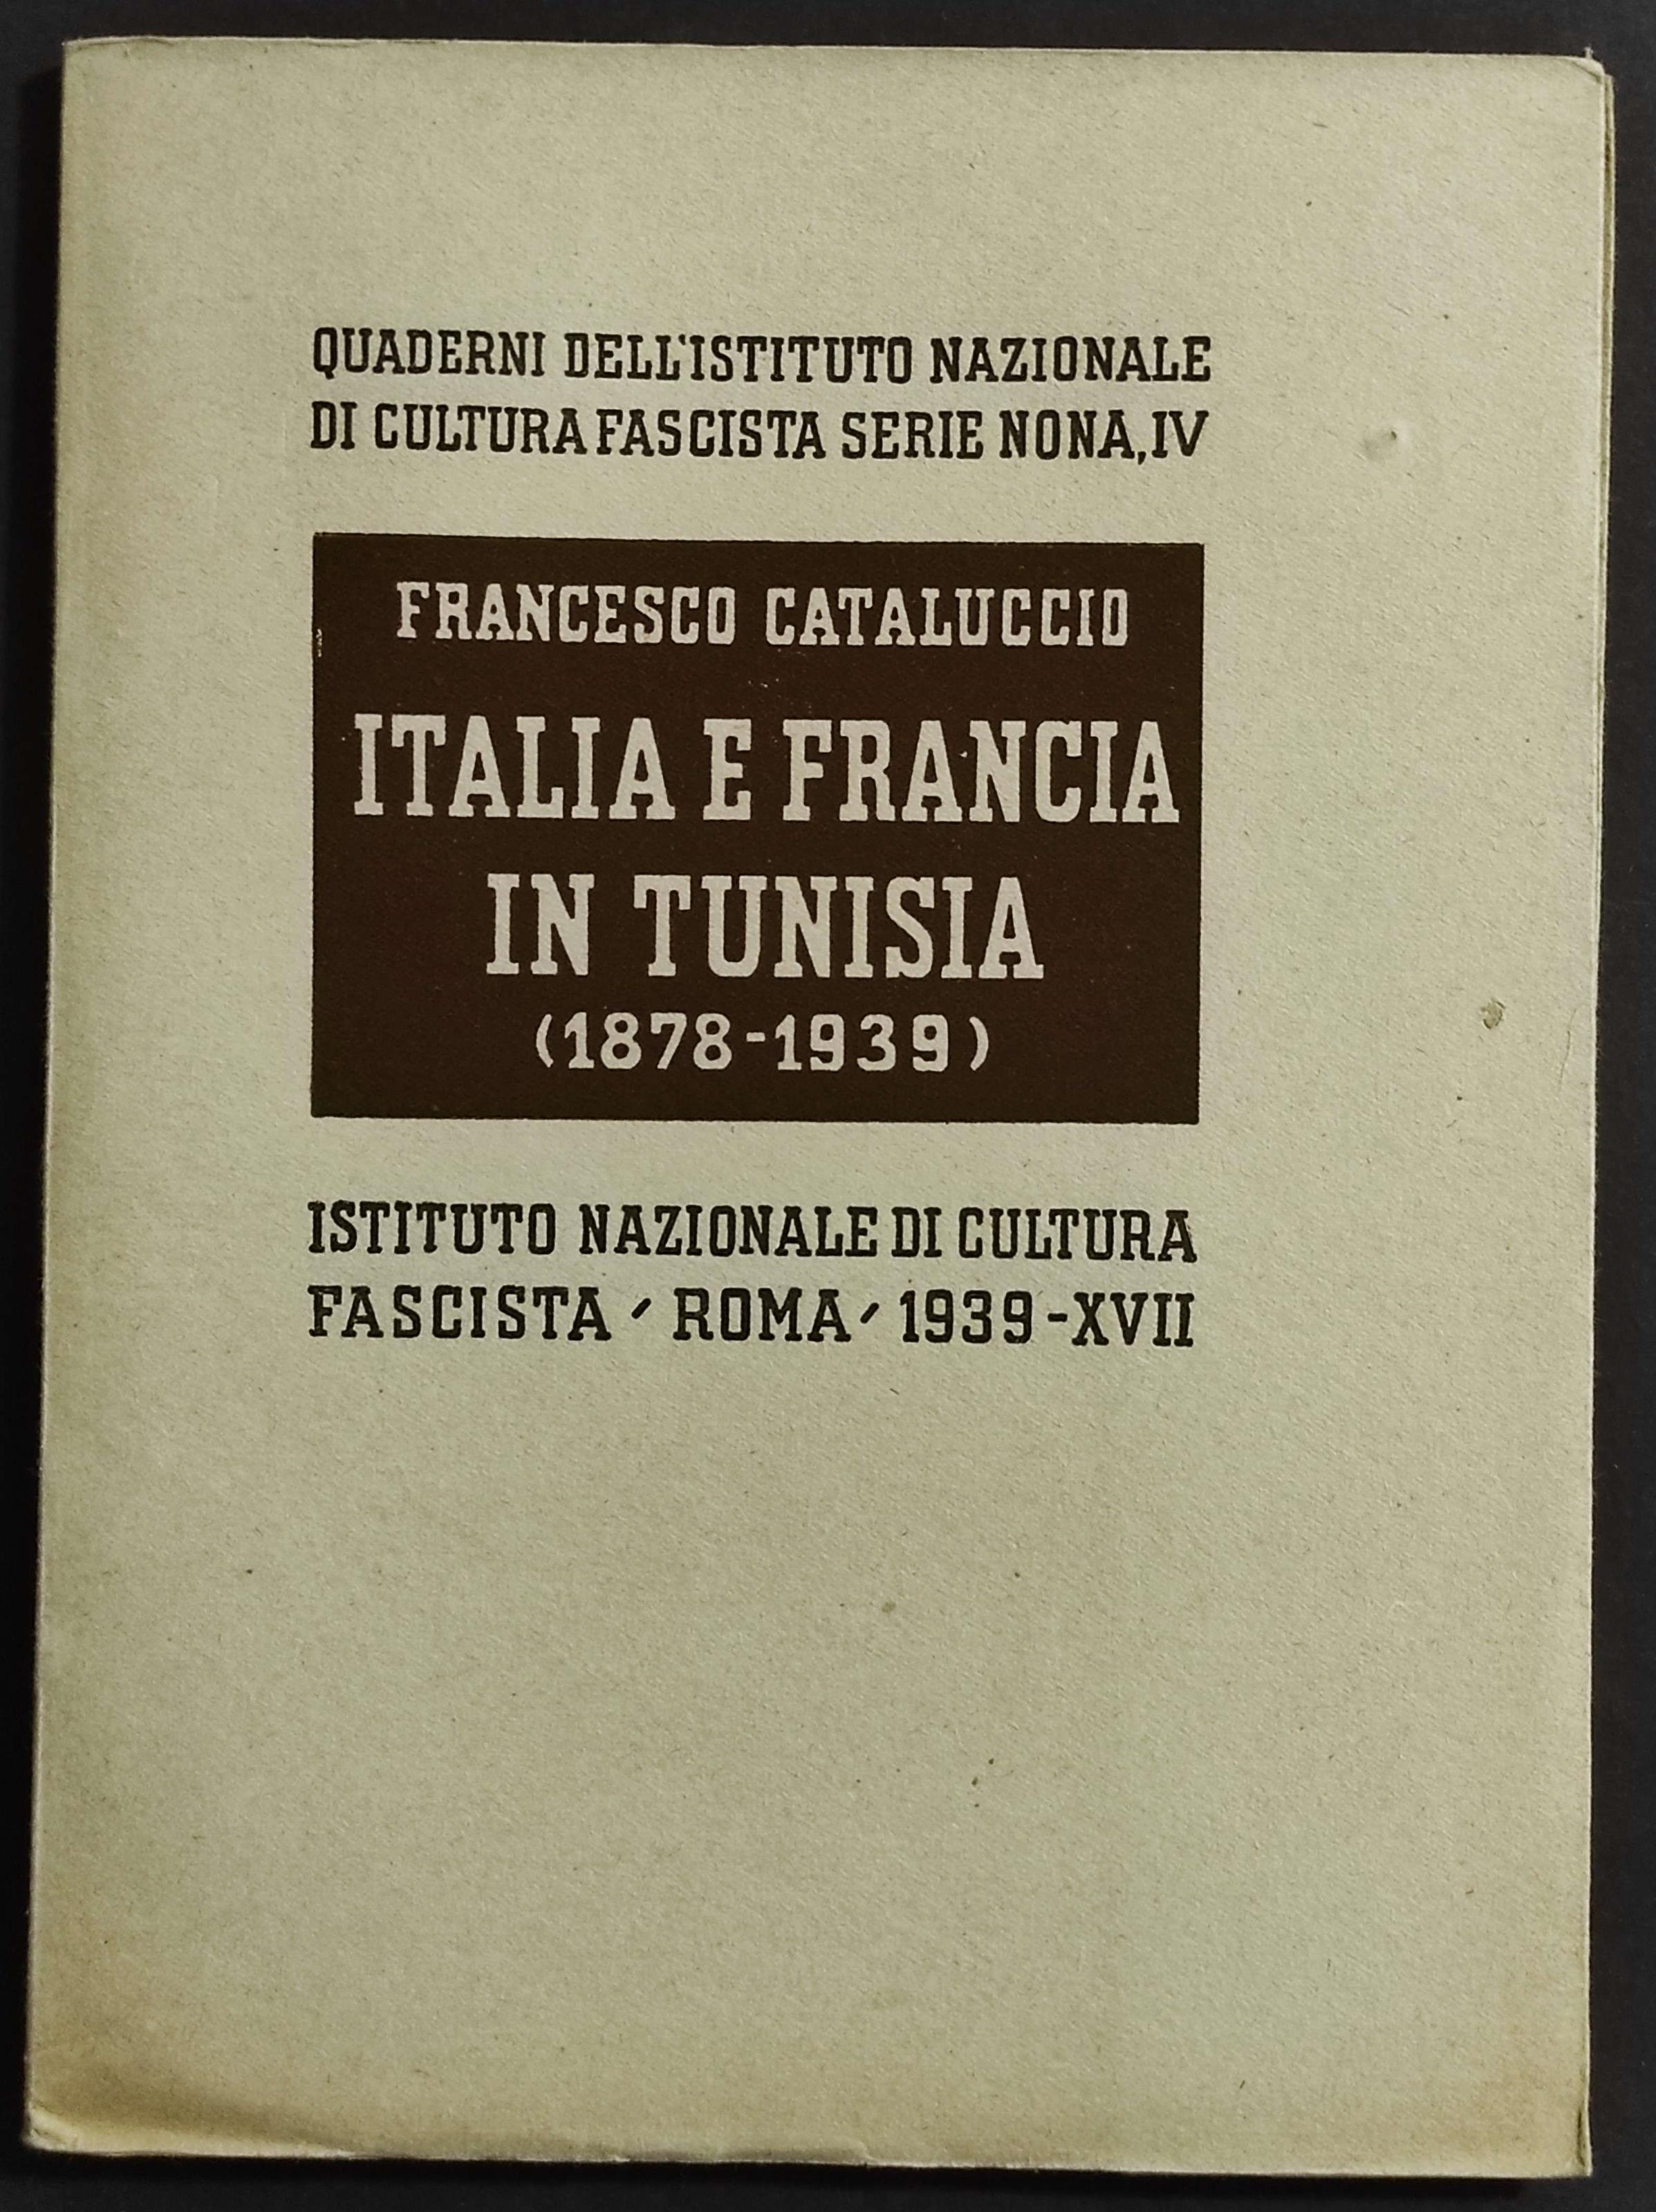 QUADERNI DELL'ISTITUTO NAZIONALE
DI CULTURA FASCISTA SERIE NONA, IV
FRANCESCO CATALUCCIO
ITALIA E FRANCIA
IN TUNISIA
(1878-1939)
ISTITUTO NAZIONALE DI CULTURA
FASCISTA / ROMA / 1939-XVII